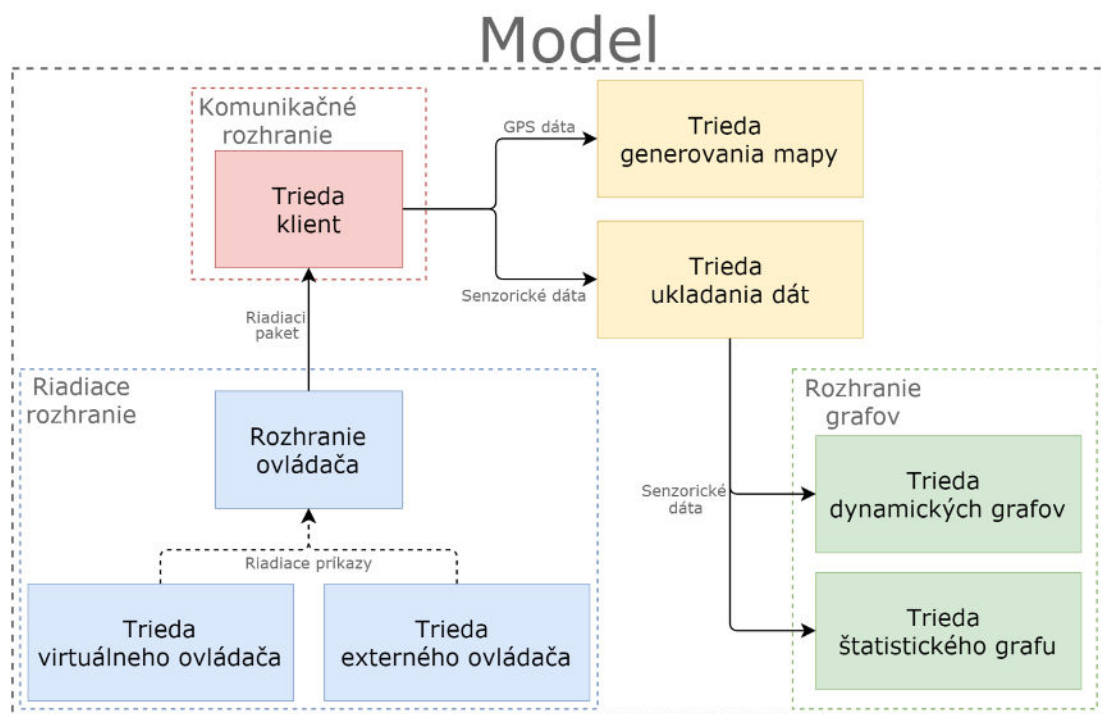 Model
Komunikačné
rozhranie
Trieda
klient
GPS dáta
Trieda
generovania mapy
Senzorické dáta
Trieda
ukladania dát
Riadiaci
paket
Riadiace
rozhranie
Rozhranie
ovládača
Riadiace príkazy
Trieda
virtuálneho ovládača
Trieda
externého ovládača
Senzorické
dáta
Rozhranie
grafov
Trieda
dynamických grafov
Trieda
štatistického grafu